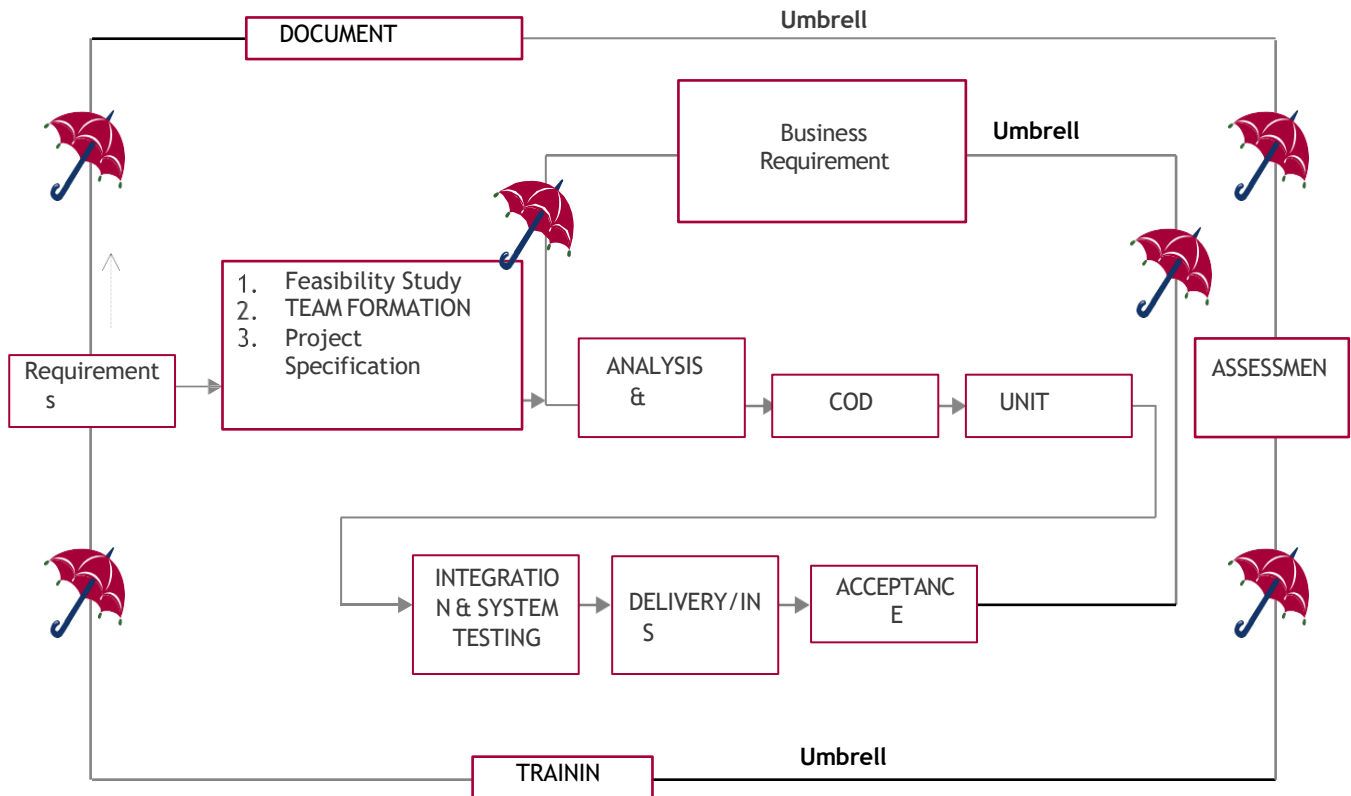 Umbrell
DOCUMENT
Business
Requirement
Umbrell
1. Feasibility Study
2. TEAM FORMATION
3. Project
Specification
Requirement
s
ANALYSIS
&
COD
UNIT
ASSESSMEN
INTEGRATIO
N & SYSTEM
TESTING
DELIVERY/IN
S
ACCEPTANC
E
Umbrell
TRAININ